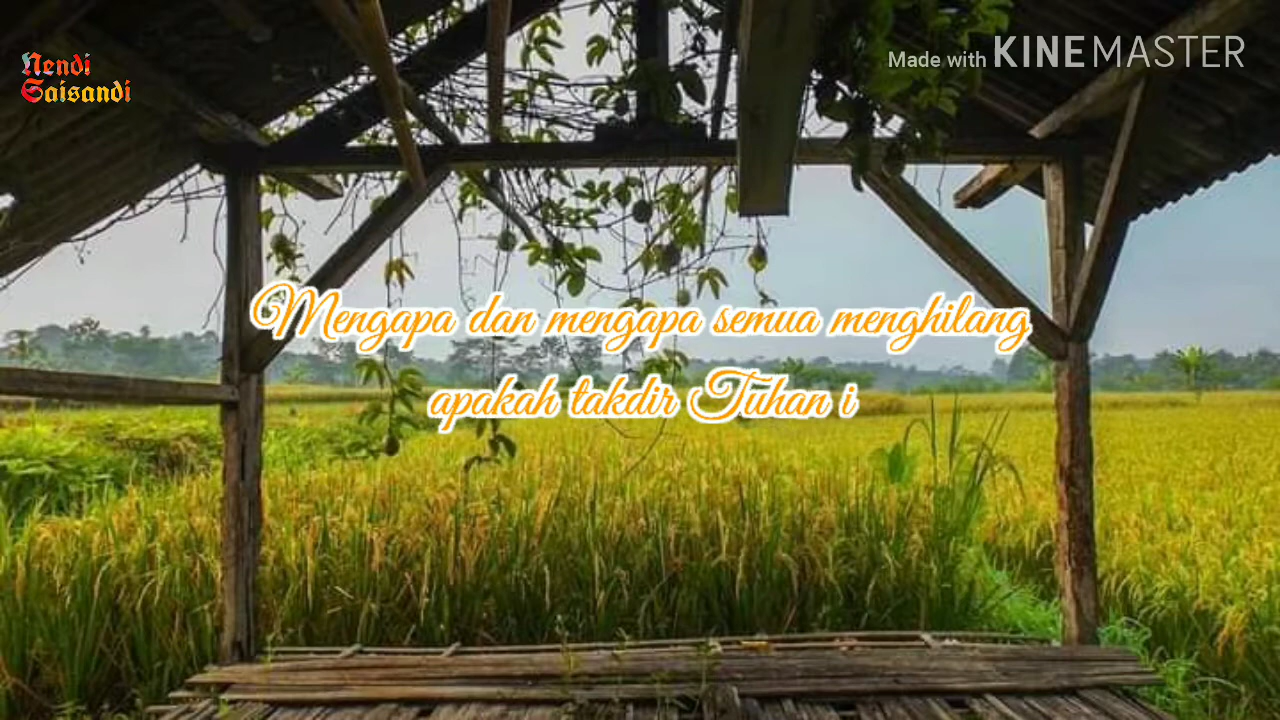 Nendi
Saisandi
Made with KINEMASTER
Mengapa dan mengapa semua menghilang
apakah takdir Tuhan i